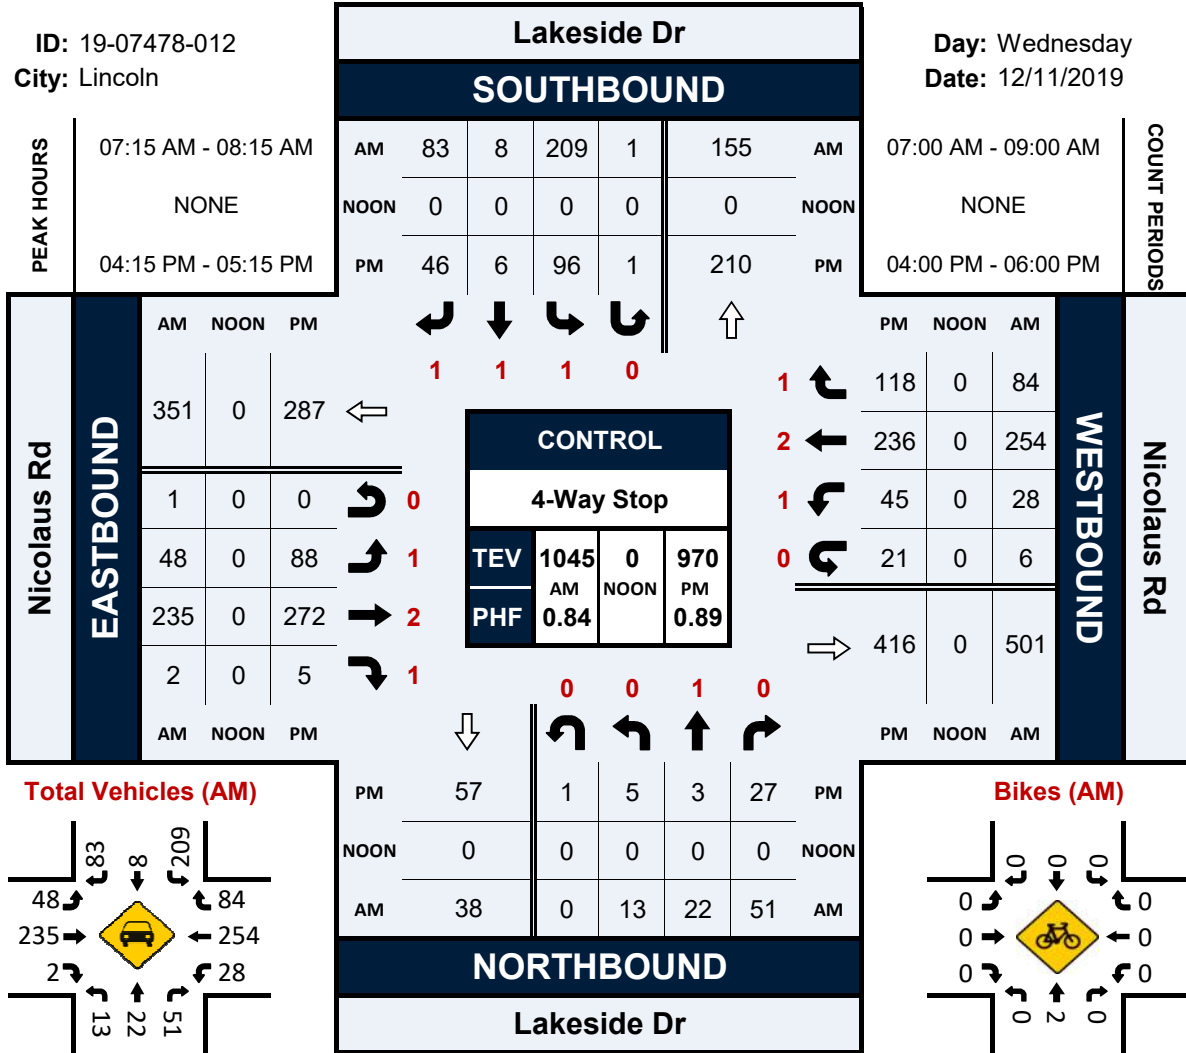 Lakeside Dr
ID: 19-07478-012
Day: Wednesday
City: Lincoln
Date: 12/11/2019
SOUTHBOUND
PEAK HOURS
07:15 AM - 08:15 AM
AM 83 8 209 1 155 AM
07:00 AM - 09:00 AM
COUNT PERIODS
NONE
NOON 0 0 0 0 0 NOON
NONE
04:15 PM - 05:15 PM
PM 46 6 96 1 210 PM
04:00 PM - 06:00 PM
1 1 1 0
Nicolaus Rd
EASTBOUND
AM NOON PM
351 0 287
1 0 0 0
48 0 88 1
235 0 272 2
2 0 5 1
AM NOON PM
CONTROL
4-Way Stop
TEV 1045 0 970
AM NOON PM
PHF 0.84 0.89
PM NOON AM
1 118 0 84
2 236 0 254
1 45 0 28
0 21 0 6
416 0 501
PM NOON AM
WESTBOUND
Nicolaus Rd
0 0 1 0
PM 57 1 5 3 27 PM
NOON 0 0 0 0 0 NOON
AM 38 0 13 22 51 AM
NORTHBOUND
Lakeside Dr
Total Vehicles (AM)
83 8 209
48 84
235 254
2 28
13 22 51
Bikes (AM)
0 0 0
0 0
0 0
0 0
0 2 0